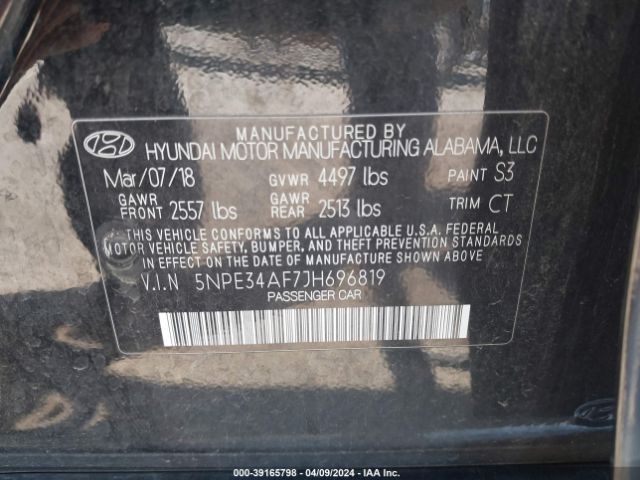 MANUFACTURED BY
HYUNDAI MOTOR MANUFACTURING ALABAMA, LLC
Mar/07/18 GVWR 4497 lbs PAINT S3
GAWR FRONT 2557 lbs GAWR REAR 2513 lbs TRIM CT
THIS VEHICLE CONFORMS TO ALL APPLICABLE U.S.A. FEDERAL
MOTOR VEHICLE SAFETY, BUMPER, AND THEFT PREVENTION STANDARDS
IN EFFECT ON THE DATE OF MANUFACTURE SHOWN ABOVE
V.I.N 5NPE34AF7JH696819
PASSENGER CAR
000-39165798 - 04/09/2024 - IAA Inc.